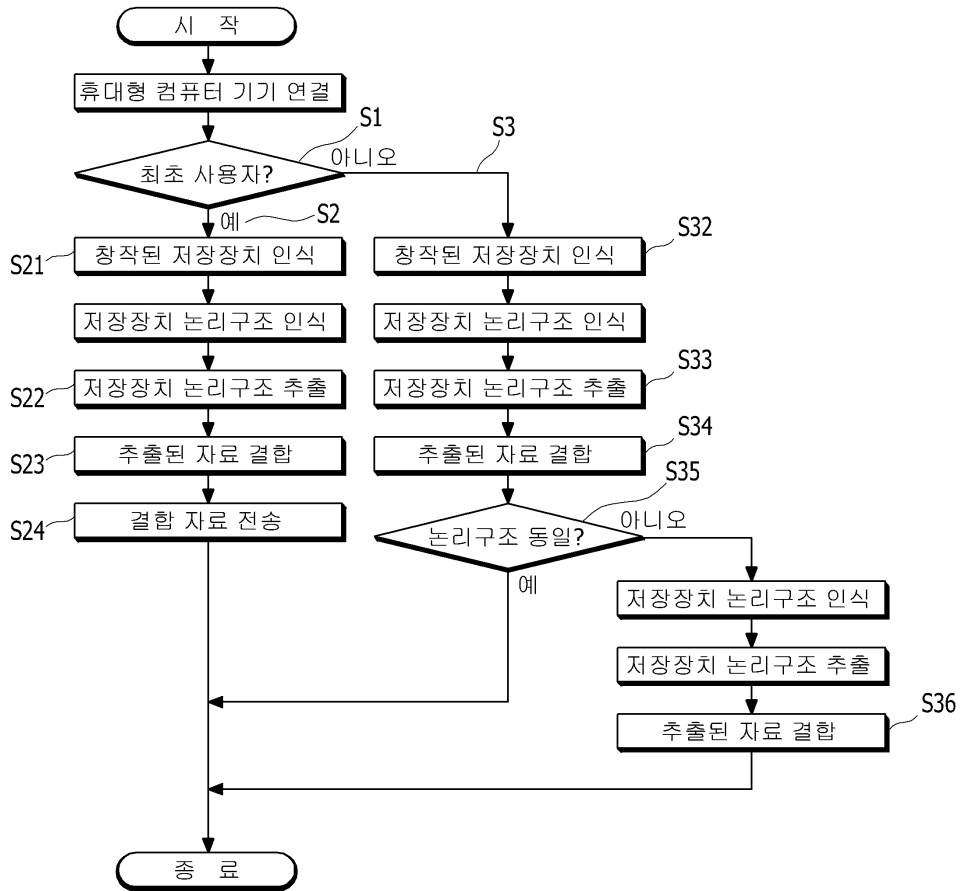 시 작
휴대형 컴퓨터 기기 연결
S1
S3
최초 사용자?
아니오
예
S2
S21
창작된 저장장치 인식
창작된 저장장치 인식
S32
저장장치 논리구조 인식
저장장치 논리구조 인식
S22
저장장치 논리구조 추출
저장장치 논리구조 추출
S33
S23
추출된 자료 결합
추출된 자료 결합
S34
S24
결합 자료 전송
S35
논리구조 동일?
아니오
예
저장장치 논리구조 인식
저장장치 논리구조 추출
추출된 자료 결합
S36
종 료